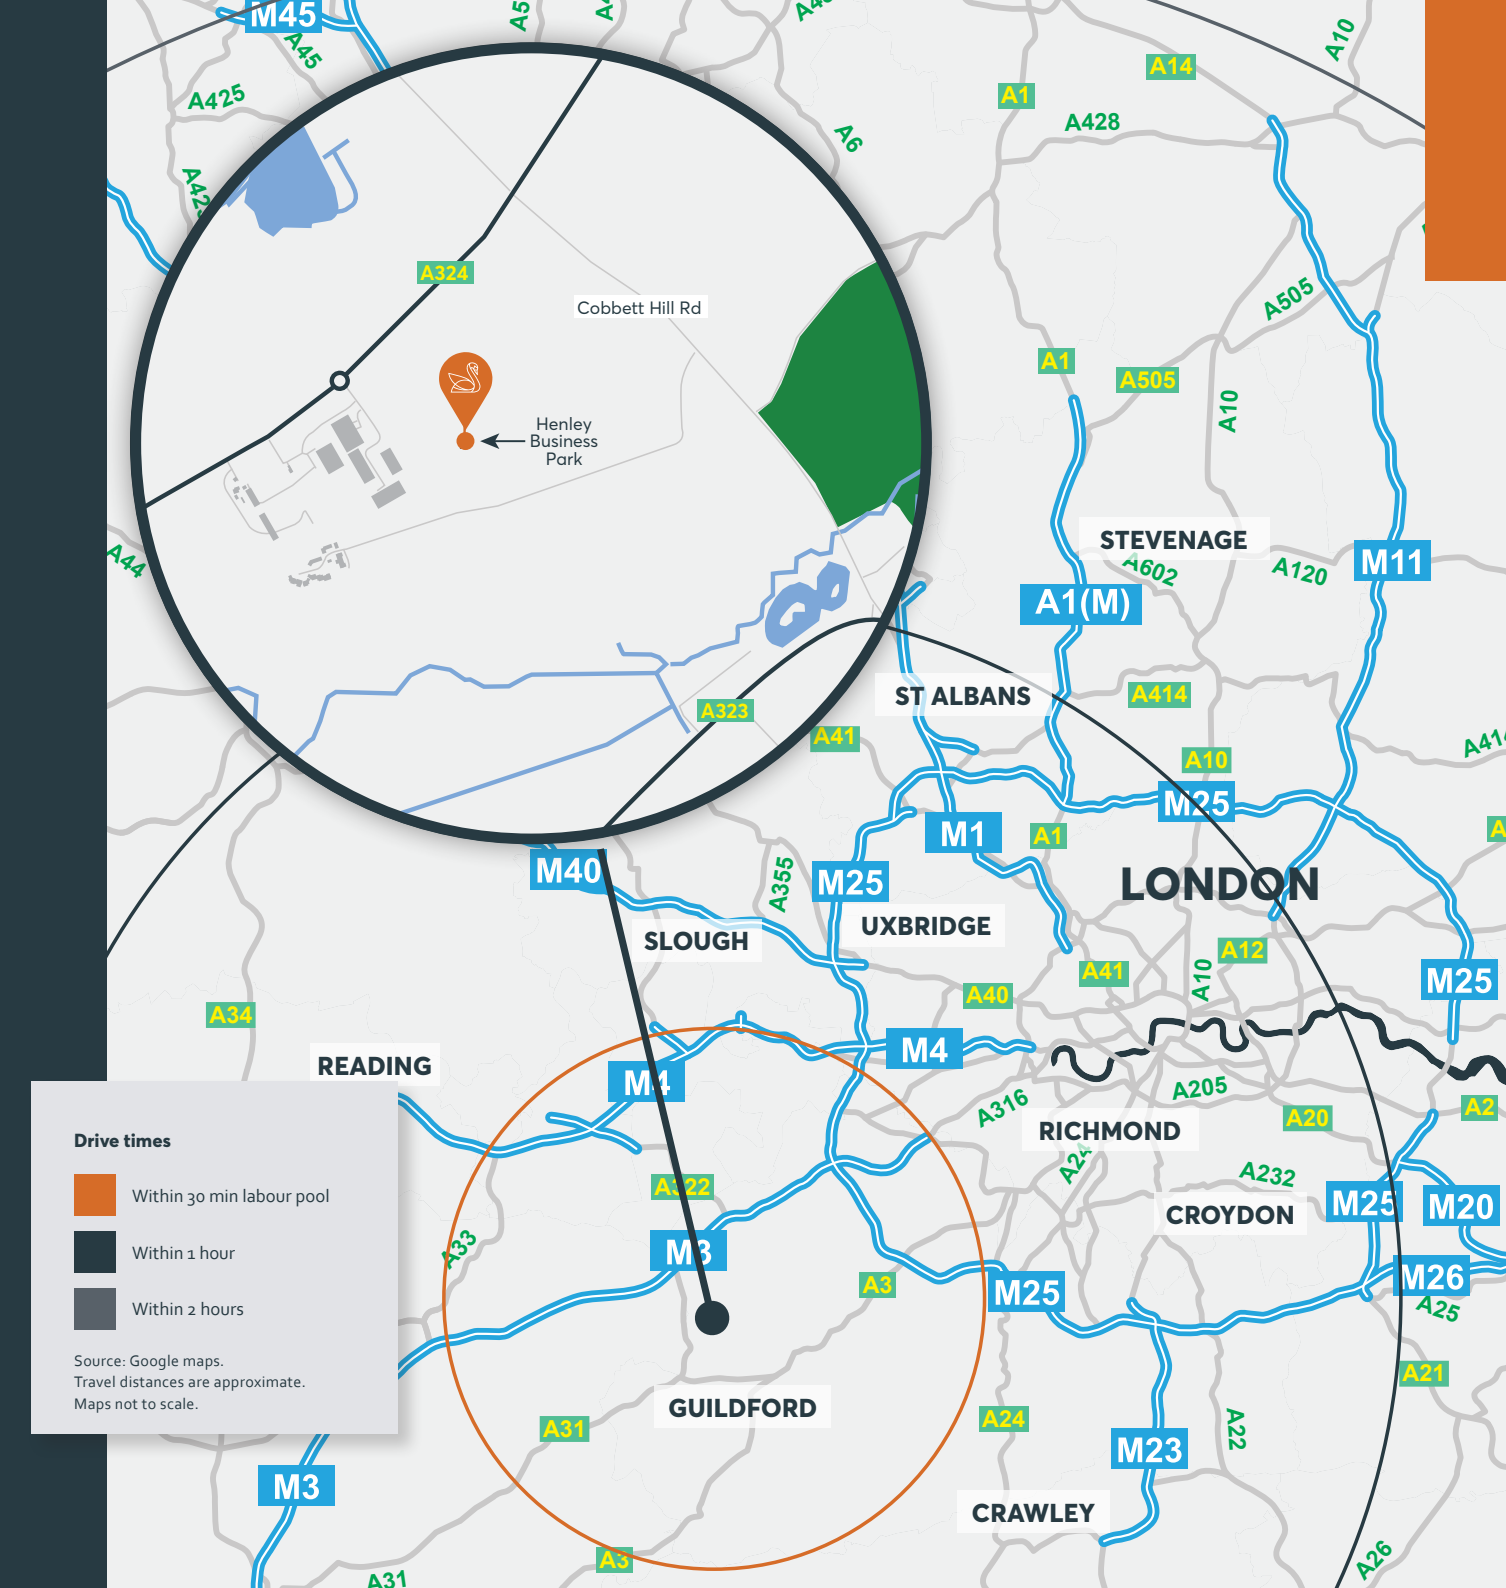 M45
A5
A45
A10
A14
A1
A425
A428
A6
A324
Cobbett Hill Rd
A505
A1
A505
A10
Henley
Business
Park
STEVENAGE
A44
A602
A120
M11
A1(M)
ST ALBANS
A414
A323
A41
A414
A10
M25
M1
A1
M40
A355
M25
LONDON
UXBRIDGE
SLOUGH
A12
A41
A10
M25
A40
A34
M4
READING
M4
A316
A205
A20
A2
RICHMOND
A24
A232
A322
CROYDON
M25
M20
A33
M3
A3
M25
M26
A25
A21
GUILDFORD
A31
A24
A22
M23
M3
CRAWLEY
A3
A31
A26
Drive times
Within 30 min labour pool
Within 1 hour
Within 2 hours
Source: Google maps.
Travel distances are approximate.
Maps not to scale.